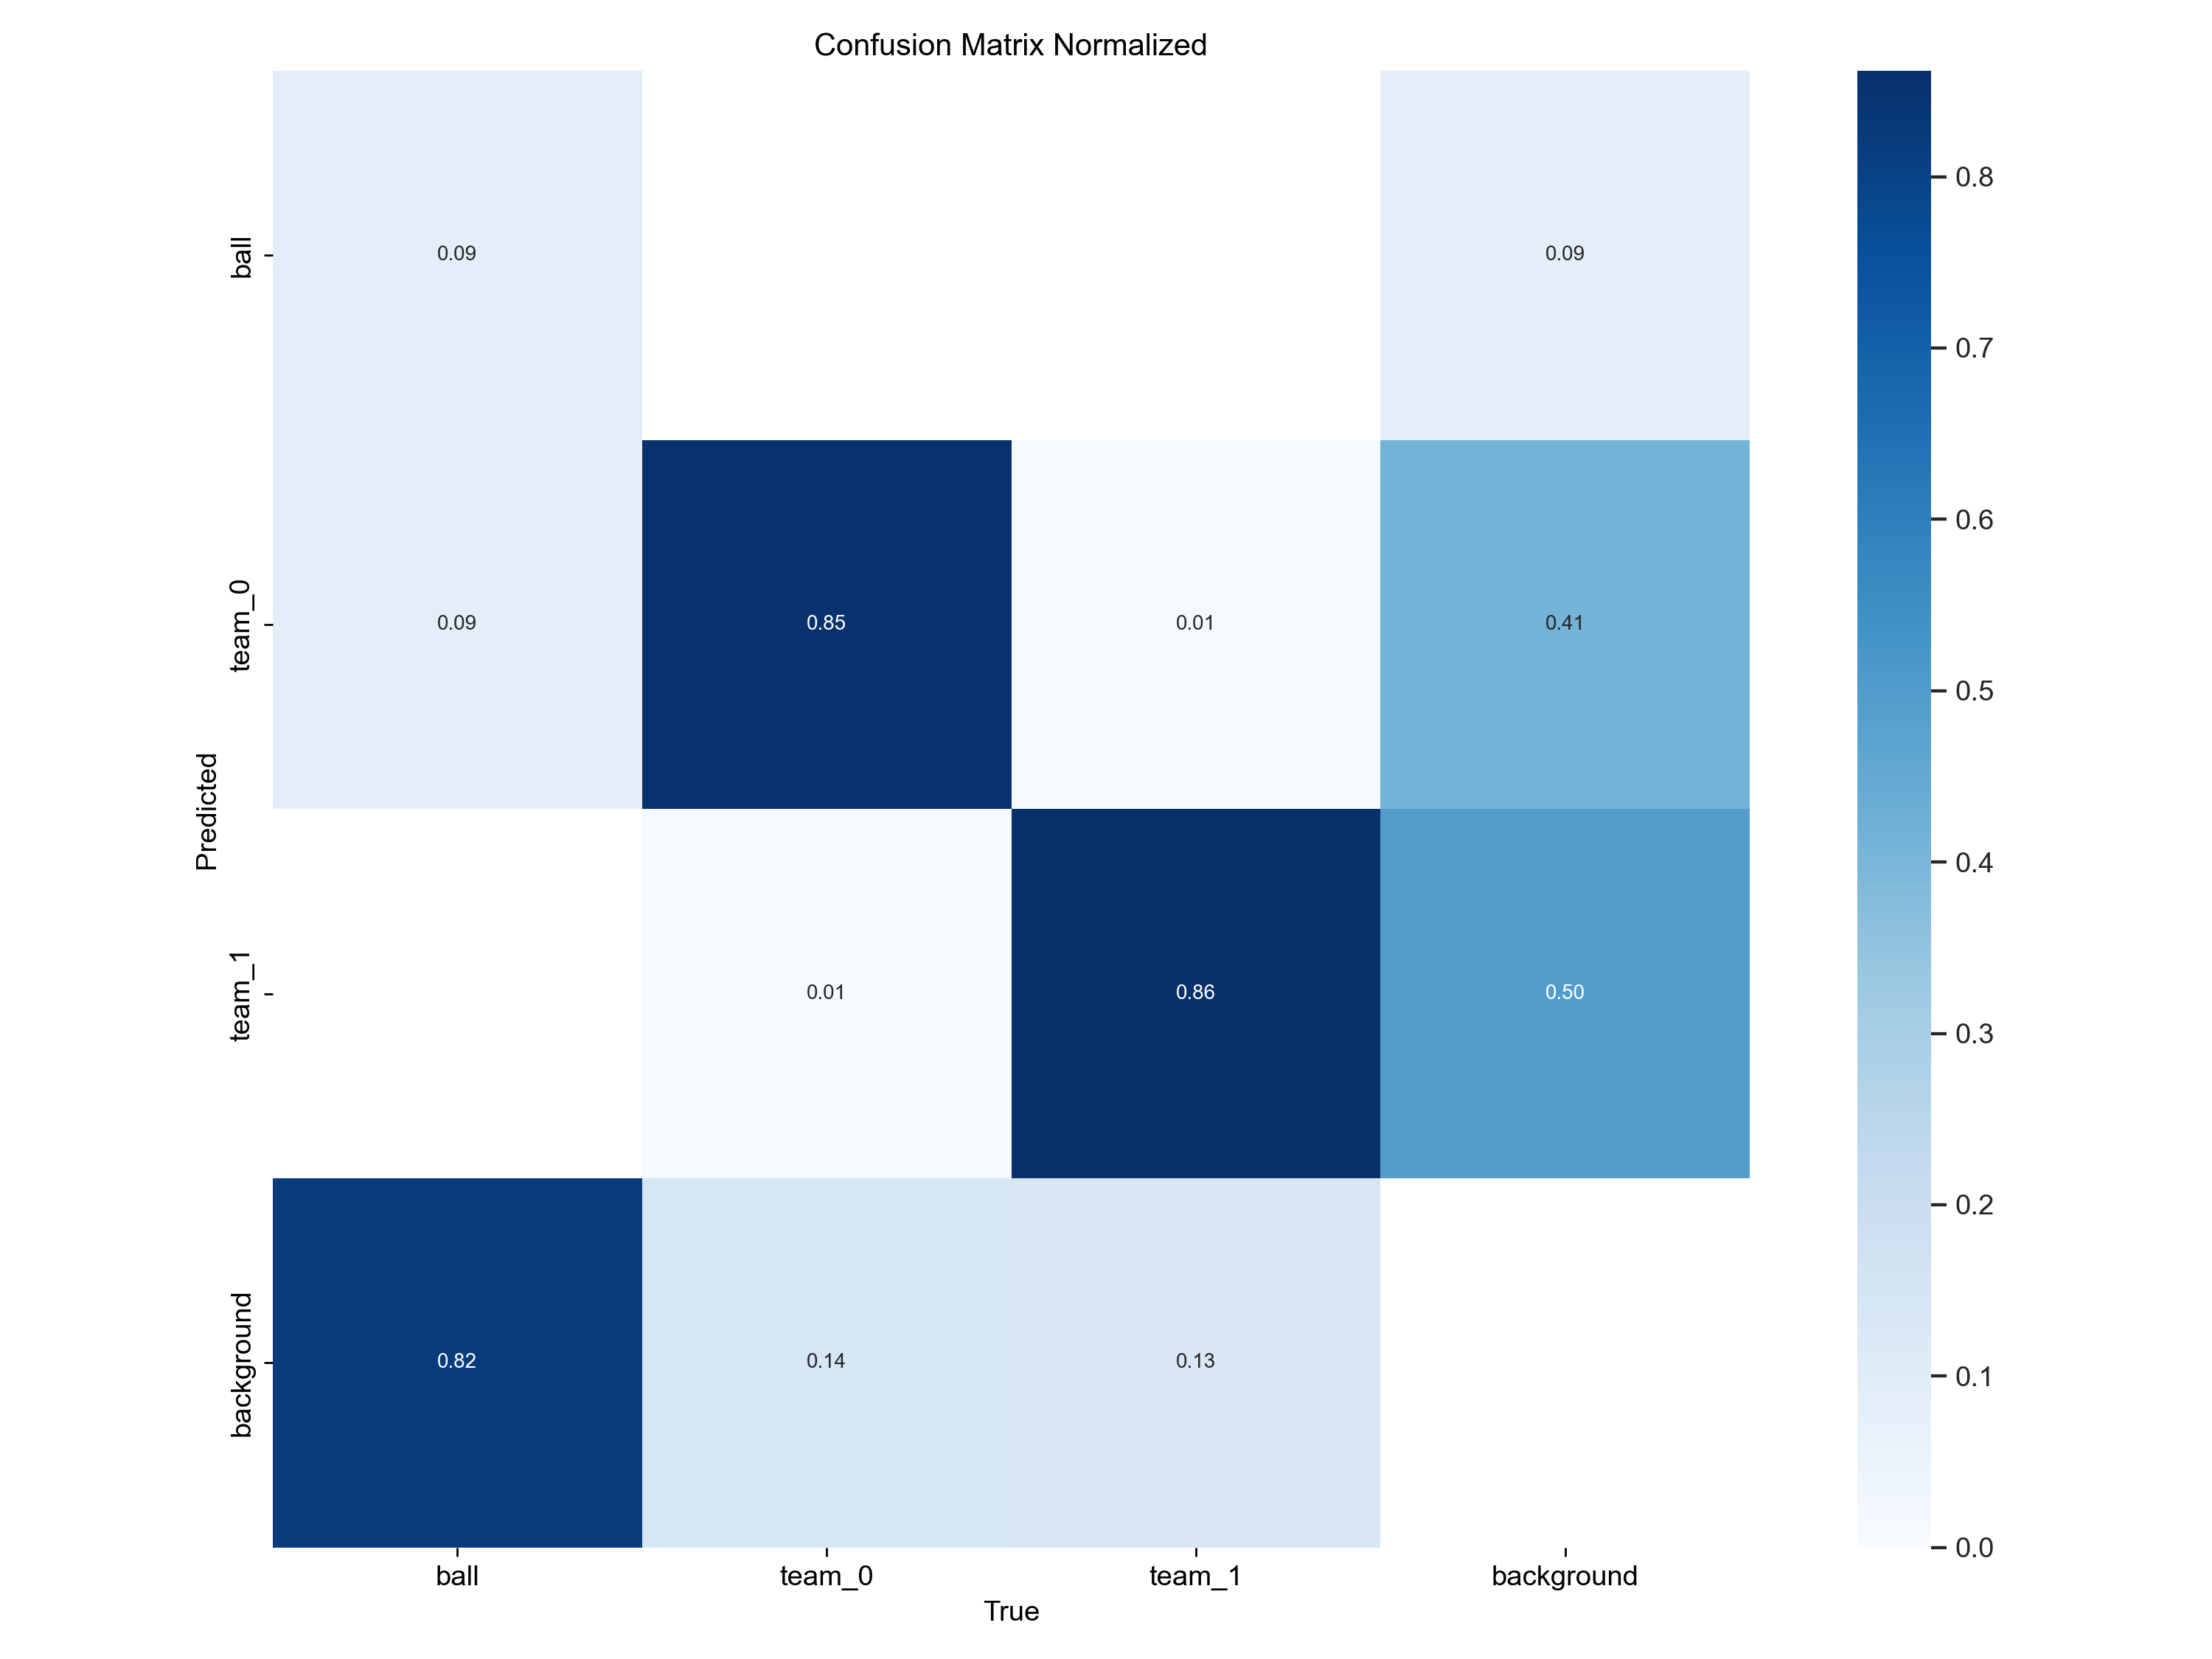 Confusion Matrix Normalized
ball
0.09
0.09
team_0
0.09
0.85
0.01
0.41
team_1
0.01
0.86
0.50
background
0.82
0.14
0.13
Predicted
ball
team_0
team_1
background
True
0.8
0.7
0.6
0.5
0.4
0.3
0.2
0.1
0.0